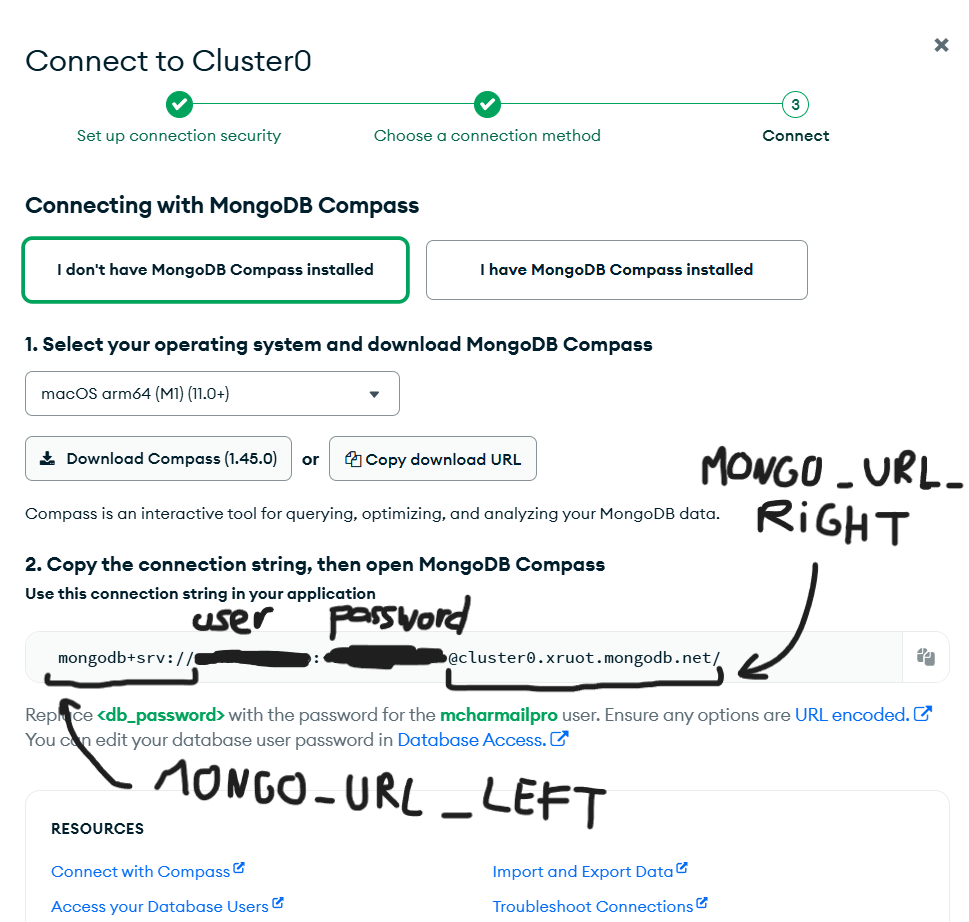 Connect to Cluster0
Set up connection security
Choose a connection method
3
Connect
Connecting with MongoDB Compass
I don't have MongoDB Compass installed
I have MongoDB Compass installed
1. Select your operating system and download MongoDB Compass
macOS arm64 (M1) (11.0+)
Download Compass (1.45.0)
or
Copy download URL
MONGO_URL_
RiGHT
Compass is an interactive tool for querying, optimizing, and analyzing your MongoDB data.
2. Copy the connection string, then open MongoDB Compass
Use this connection string in your application
user
password
mongodb+srv:// : @cluster0.xruot.mongodb.net/
Replace <db_password> with the password for the mcharmailpro user. Ensure any options are URL encoded.
You can edit your database user password in Database Access.
MONGO_URL_LEFT
RESOURCES
Connect with Compass
Import and Export Data
Access your Database Users
Troubleshoot Connections